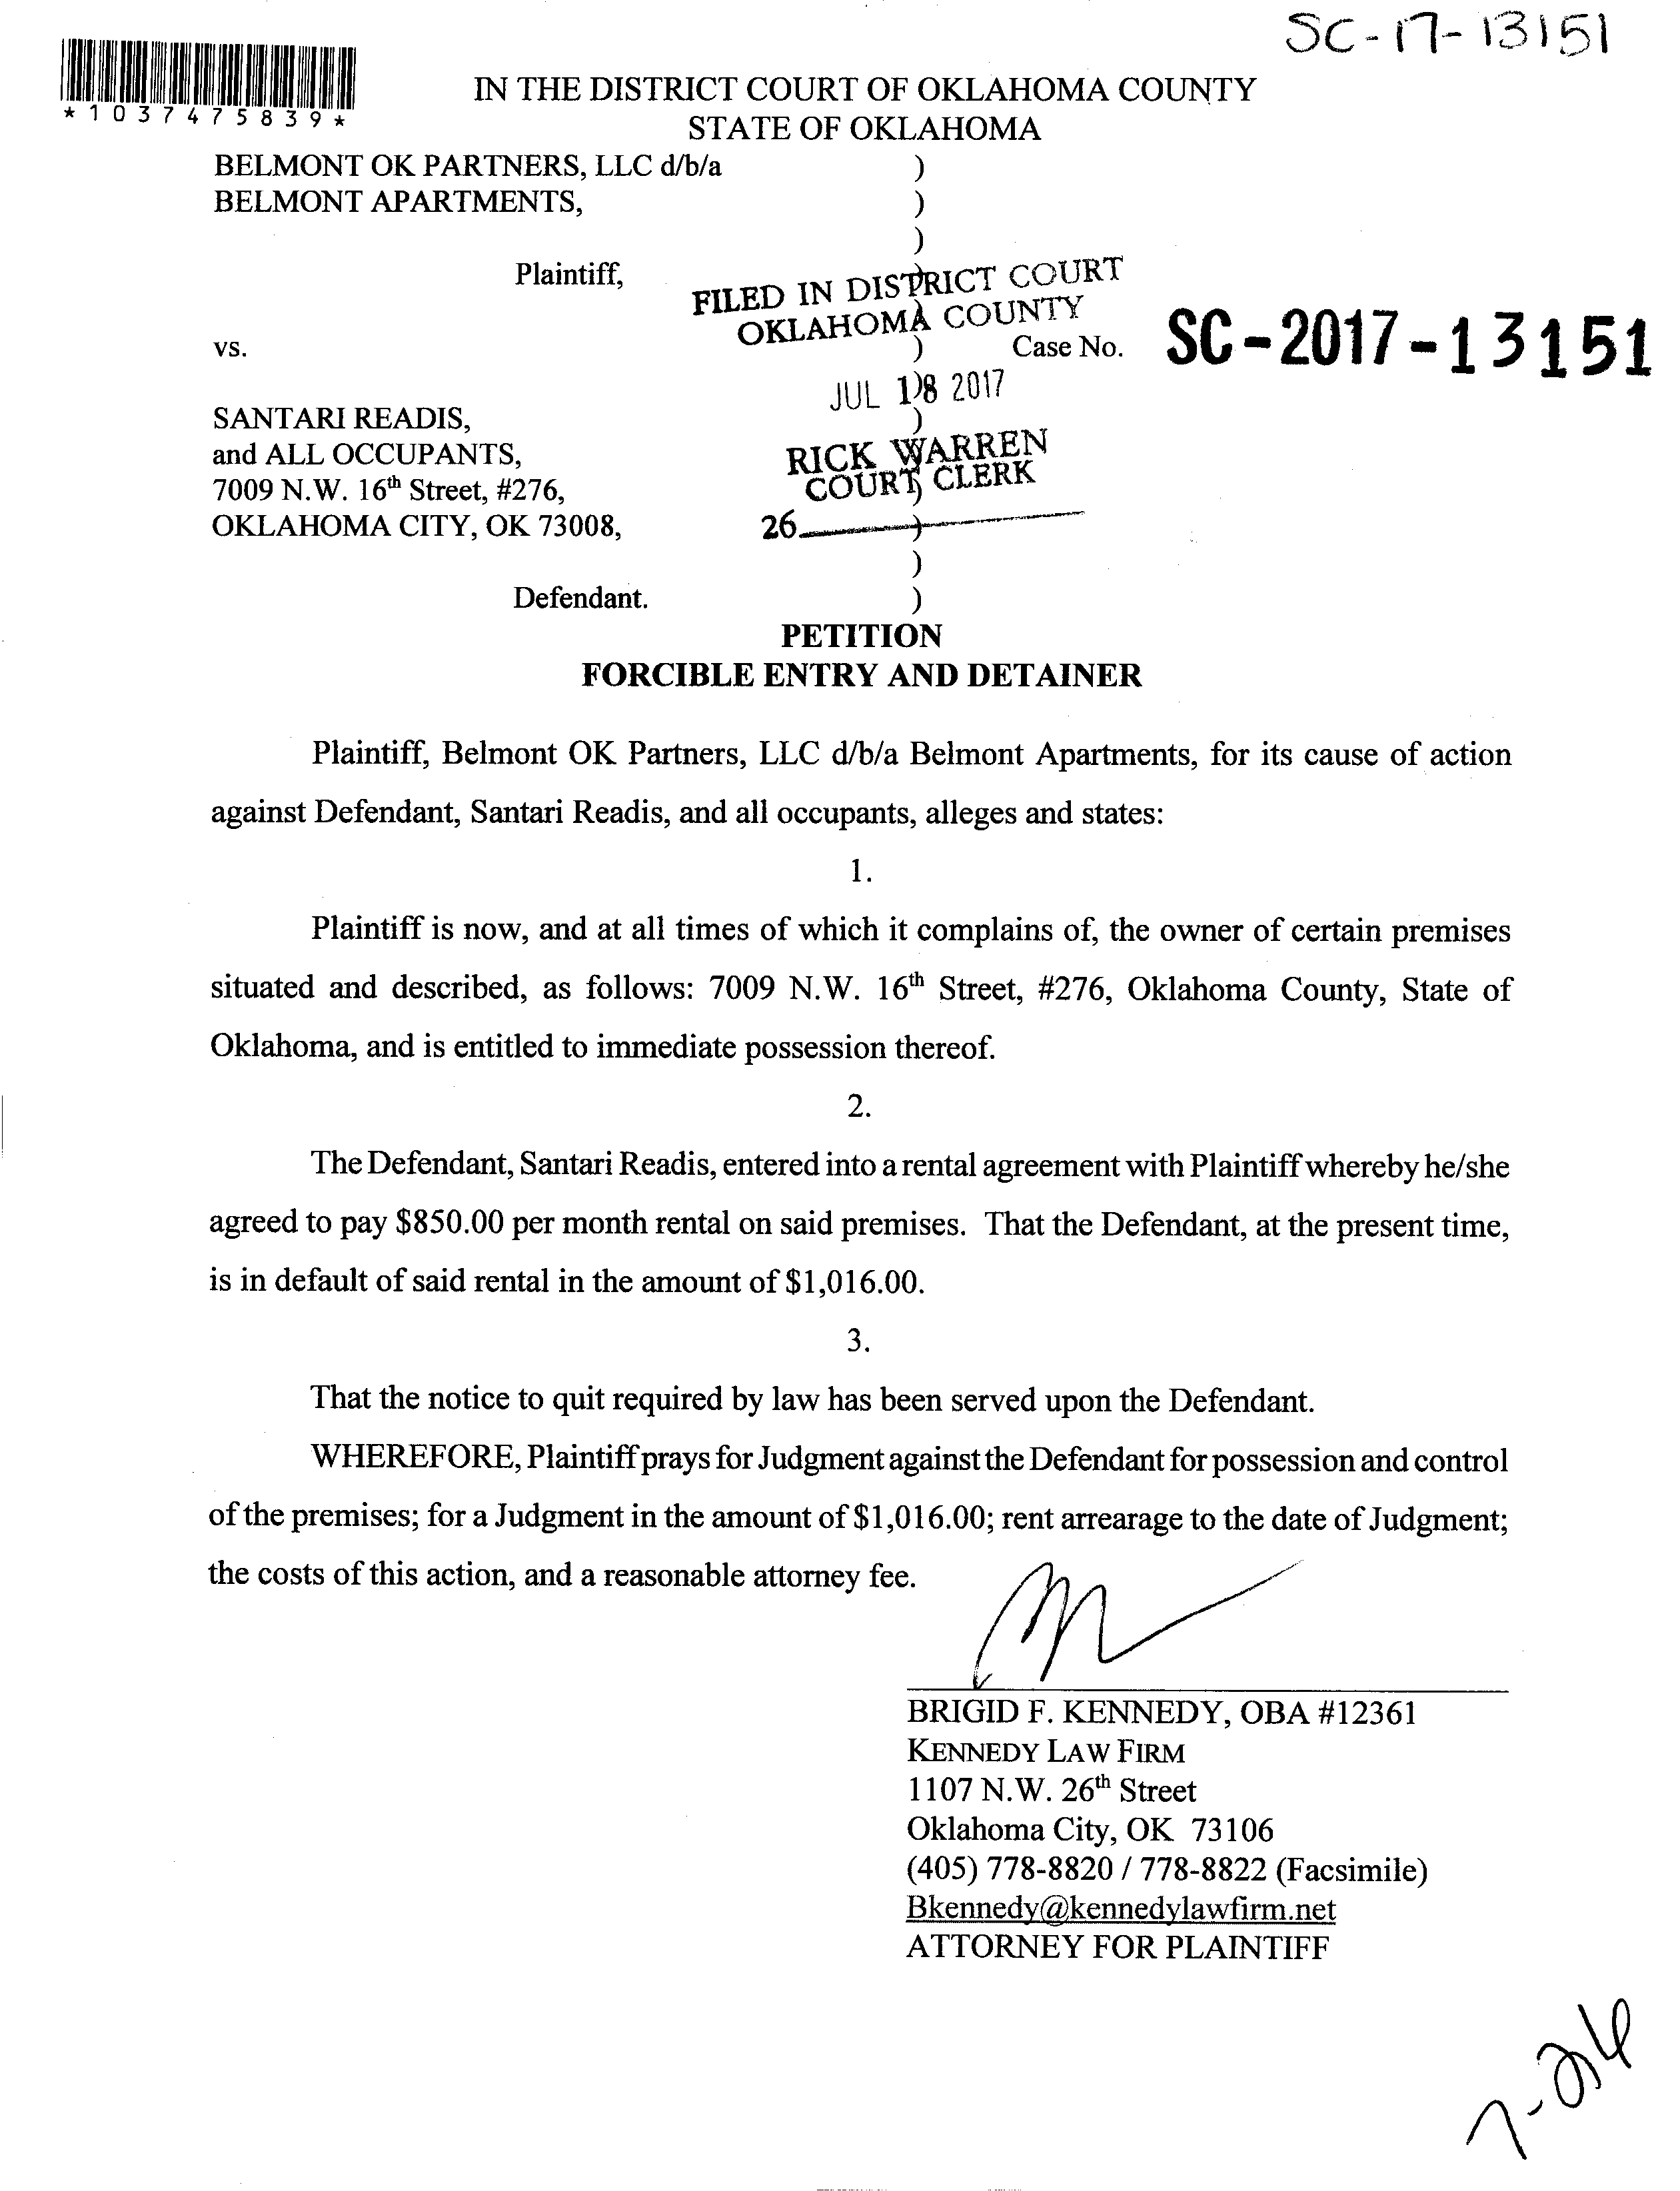 SC-17-13151
*1037475839*
IN THE DISTRICT COURT OF OKLAHOMA COUNTY
STATE OF OKLAHOMA
BELMONT OK PARTNERS, LLC d/b/a )
BELMONT APARTMENTS, )
)
Plaintiff, )
FILED IN DISTRICT COURT
OKLAHOMA COUNTY
vs. ) Case No. SC-2017-13151
JUL 18 2017
SANTARI READIS, )
and ALL OCCUPANTS,
RICK WARREN
COURT CLERK
7009 N.W. 16th Street, #276, )
OKLAHOMA CITY, OK 73008, )
26
)
Defendant. )
PETITION
FORCIBLE ENTRY AND DETAINER
Plaintiff, Belmont OK Partners, LLC d/b/a Belmont Apartments, for its cause of action
against Defendant, Santari Readis, and all occupants, alleges and states:
1.
Plaintiff is now, and at all times of which it complains of, the owner of certain premises
situated and described, as follows: 7009 N.W. 16th Street, #276, Oklahoma County, State of
Oklahoma, and is entitled to immediate possession thereof.
2.
The Defendant, Santari Readis, entered into a rental agreement with Plaintiff whereby he/she
agreed to pay $850.00 per month rental on said premises. That the Defendant, at the present time,
is in default of said rental in the amount of $1,016.00.
3.
That the notice to quit required by law has been served upon the Defendant.
WHEREFORE, Plaintiff prays for Judgment against the Defendant for possession and control
of the premises; for a Judgment in the amount of $1,016.00; rent arrearage to the date of Judgment;
the costs of this action, and a reasonable attorney fee.
BRIGID F. KENNEDY, OBA #12361
KENNEDY LAW FIRM
1107 N.W. 26th Street
Oklahoma City, OK 73106
(405) 778-8820 / 778-8822 (Facsimile)
Bkennedy@kennedylawfirm.net
ATTORNEY FOR PLAINTIFF
7-26